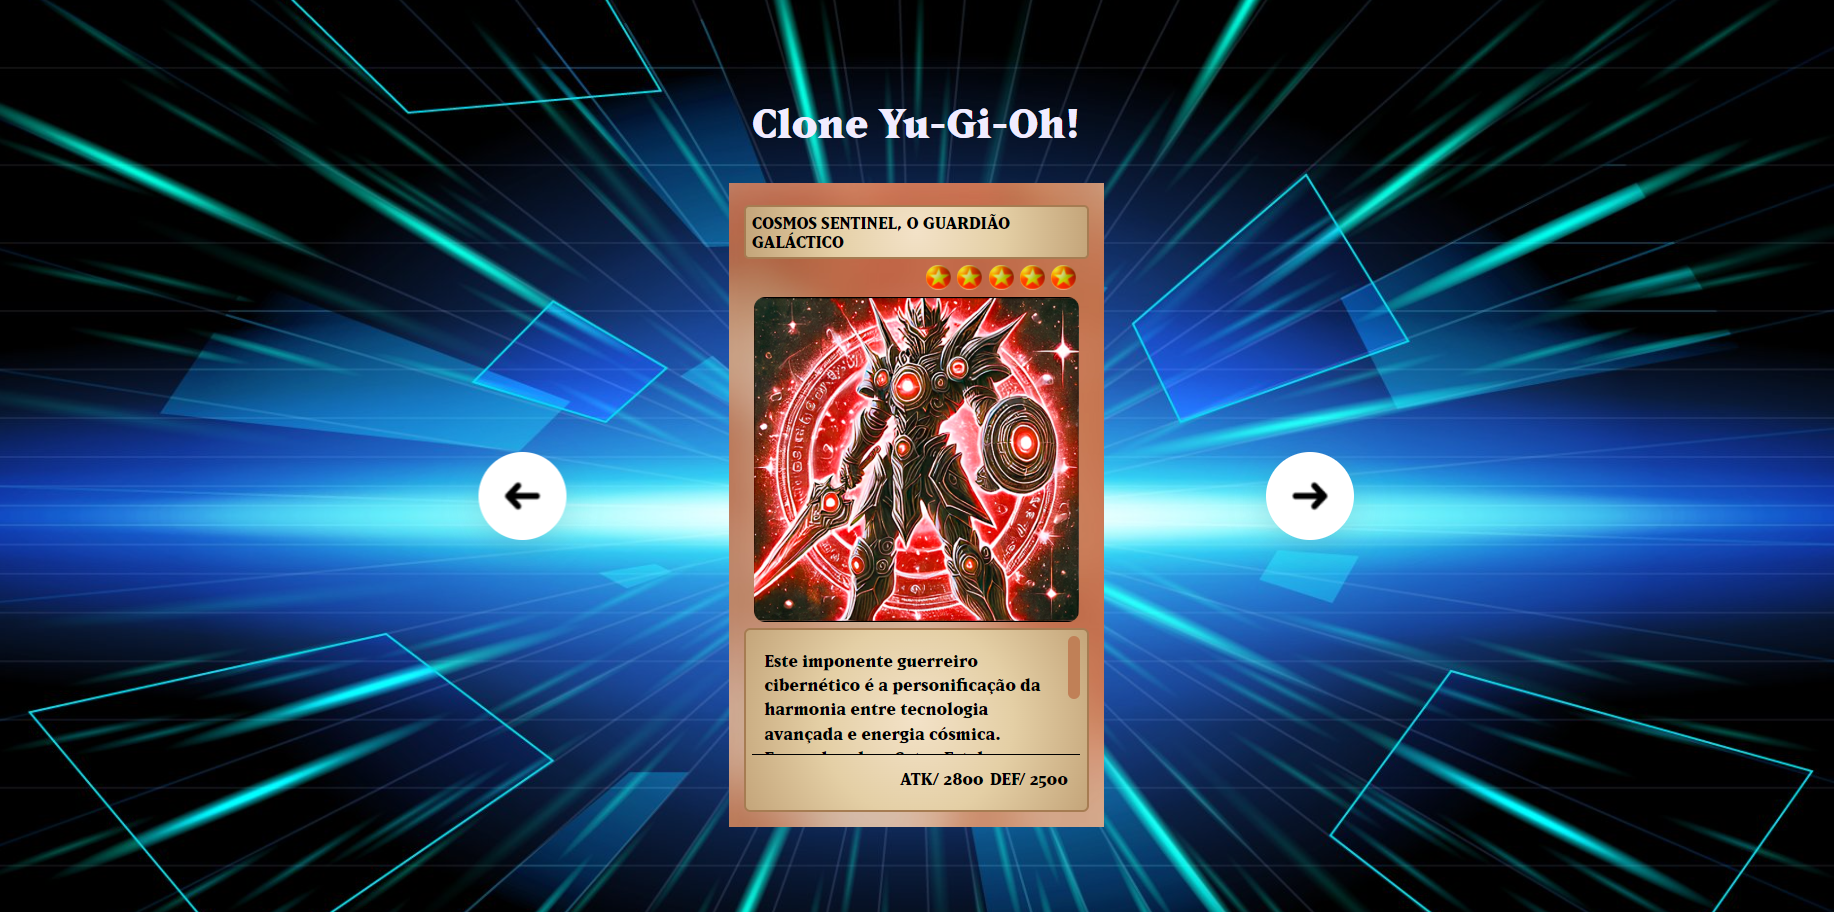 Clone Yu-Gi-Oh!
COSMOS SENTINEL, O GUARDIÃO
GALÁCTICO
Este imponente guerreiro
cibernético é a personificação da
harmonia entre tecnologia
avançada e energia cósmica.
ATK/ 2800 DEF/ 2500